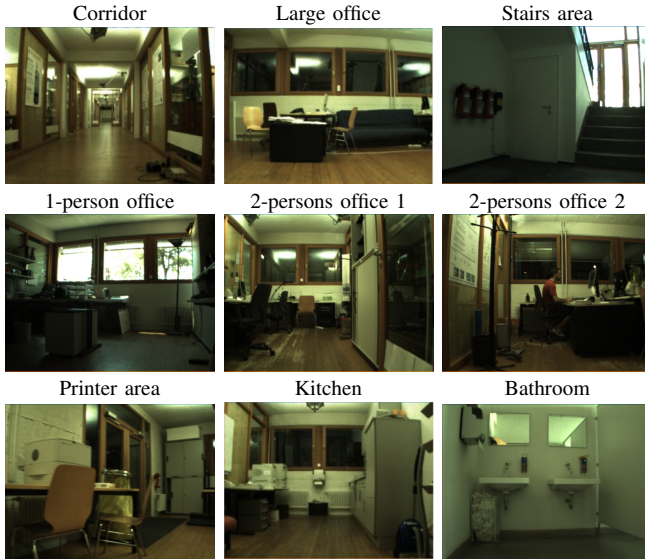 Corridor
Large office
Stairs area
1-person office
2-persons office 1
2-persons office 2
Printer area
Kitchen
Bathroom